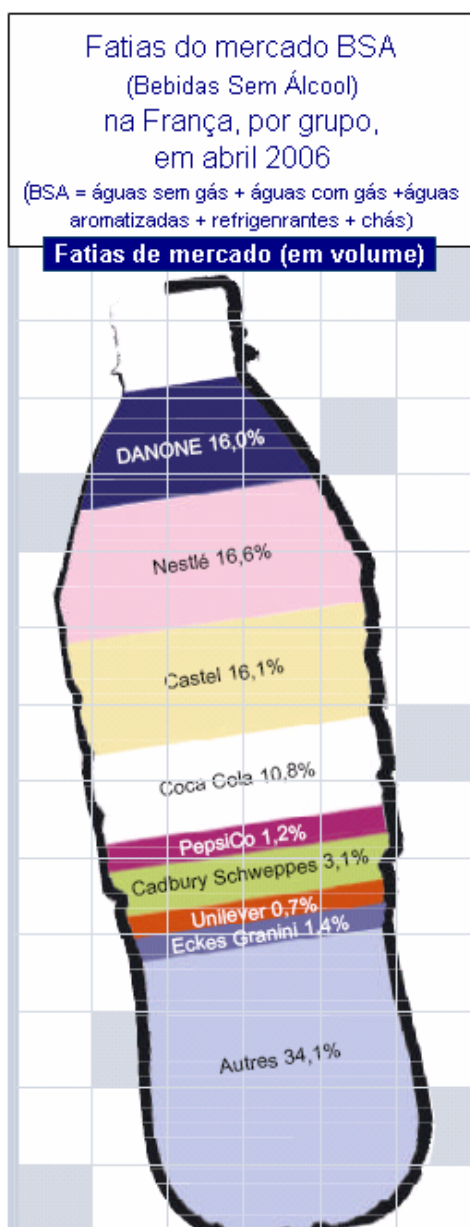 Fatias do mercado BSA
(Bebidas Sem Álcool)
na França, por grupo,
em abril 2006
(BSA = águas sem gás + águas com gás +águas
aromatizadas + refrigenrantes + chás)
Fatias de mercado (em volume)
DANONE 16,0%
Nestlé 16,6%
Castel 16,1%
Coca Cola 10,8%
PepsiCo 1,2%
Cadbury Schweppes 3,1%
Unilever 0,7%
Eckes Granini 1,4%
Autres 34,1%